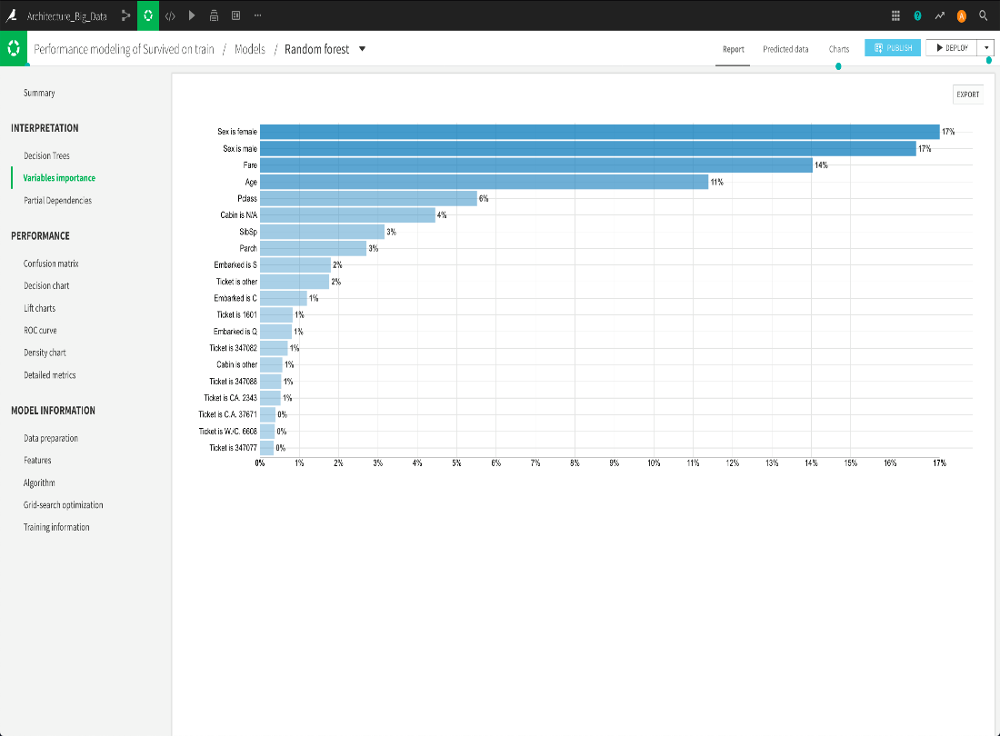 Architecture_Big_Data
Performance modeling of Survived on train / Models / Random forest
Report Predicted data Charts PUBLISH DEPLOY
Summary
INTERPRETATION
Decision Trees
Variables importance
Partial Dependencies
PERFORMANCE
Confusion matrix
Decision chart
Lift charts
ROC curve
Density chart
Detailed metrics
MODEL INFORMATION
Data preparation
Features
Algorithm
Grid-search optimization
Training information
EXPORT
Sex is female 17%
Sex is male 17%
Fare 14%
Age 11%
Pclass 6%
Cabin is N/A 4%
SibSp 3%
Parch 3%
Embarked is S 2%
Ticket is other 2%
Embarked is C 1%
Ticket is 1601 1%
Embarked is Q 1%
Ticket is 347082 1%
Cabin is other 1%
Ticket is 347088 1%
Ticket is CA. 2343 1%
Ticket is C.A. 37671 0%
Ticket is W./C. 6608 0%
Ticket is 347077 0%
0% 1% 2% 3% 4% 5% 6% 7% 8% 9% 10% 11% 12% 13% 14% 15% 16% 17%